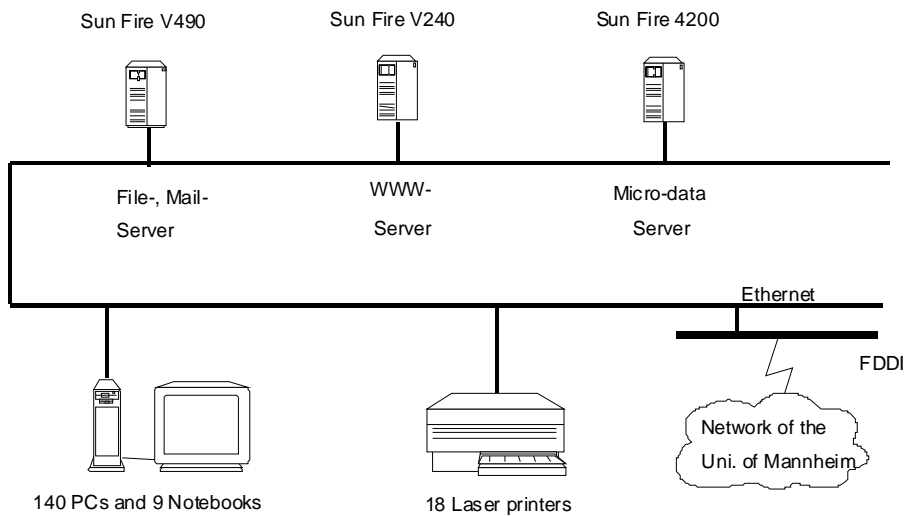 Sun Fire V490
Sun Fire V240
Sun Fire 4200
File-, Mail-
Server
WWW-
Server
Micro-data
Server
Ethernet
FDDI
Network of the
Uni. of Mannheim
140 PCs and 9 Notebooks
18 Laser printers